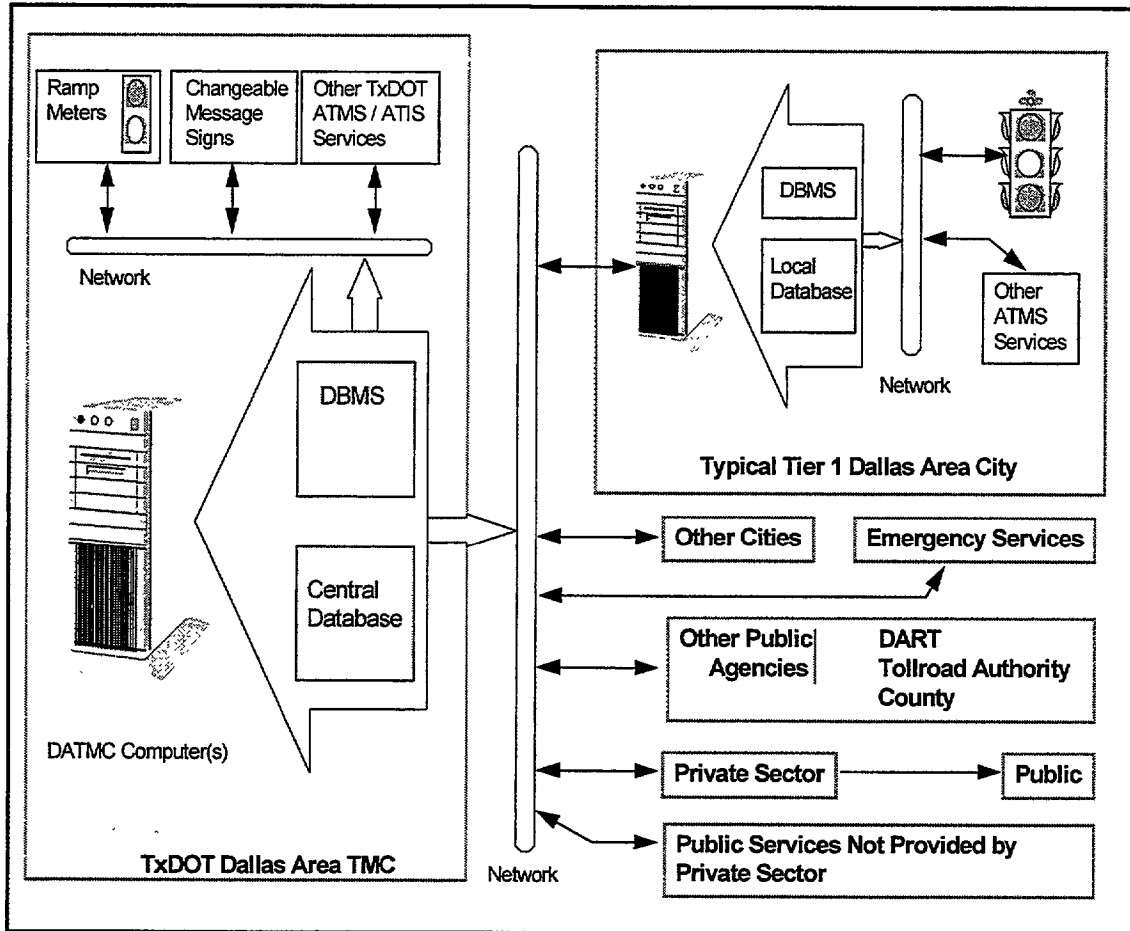 Ramp
Meters
Changeable
Message
Signs
Other TxDOT
ATMS / ATIS
Services
Network
DBMS
Central
Database
DATMC Computer(s)
TxDOT Dallas Area TMC
Network
DBMS
Local
Database
Network
Other
ATMS
Services
Typical Tier 1 Dallas Area City
Other Cities
Emergency Services
Other Public
Agencies
DART
Tollroad Authority
County
Private Sector
Public
Public Services Not Provided by
Private Sector